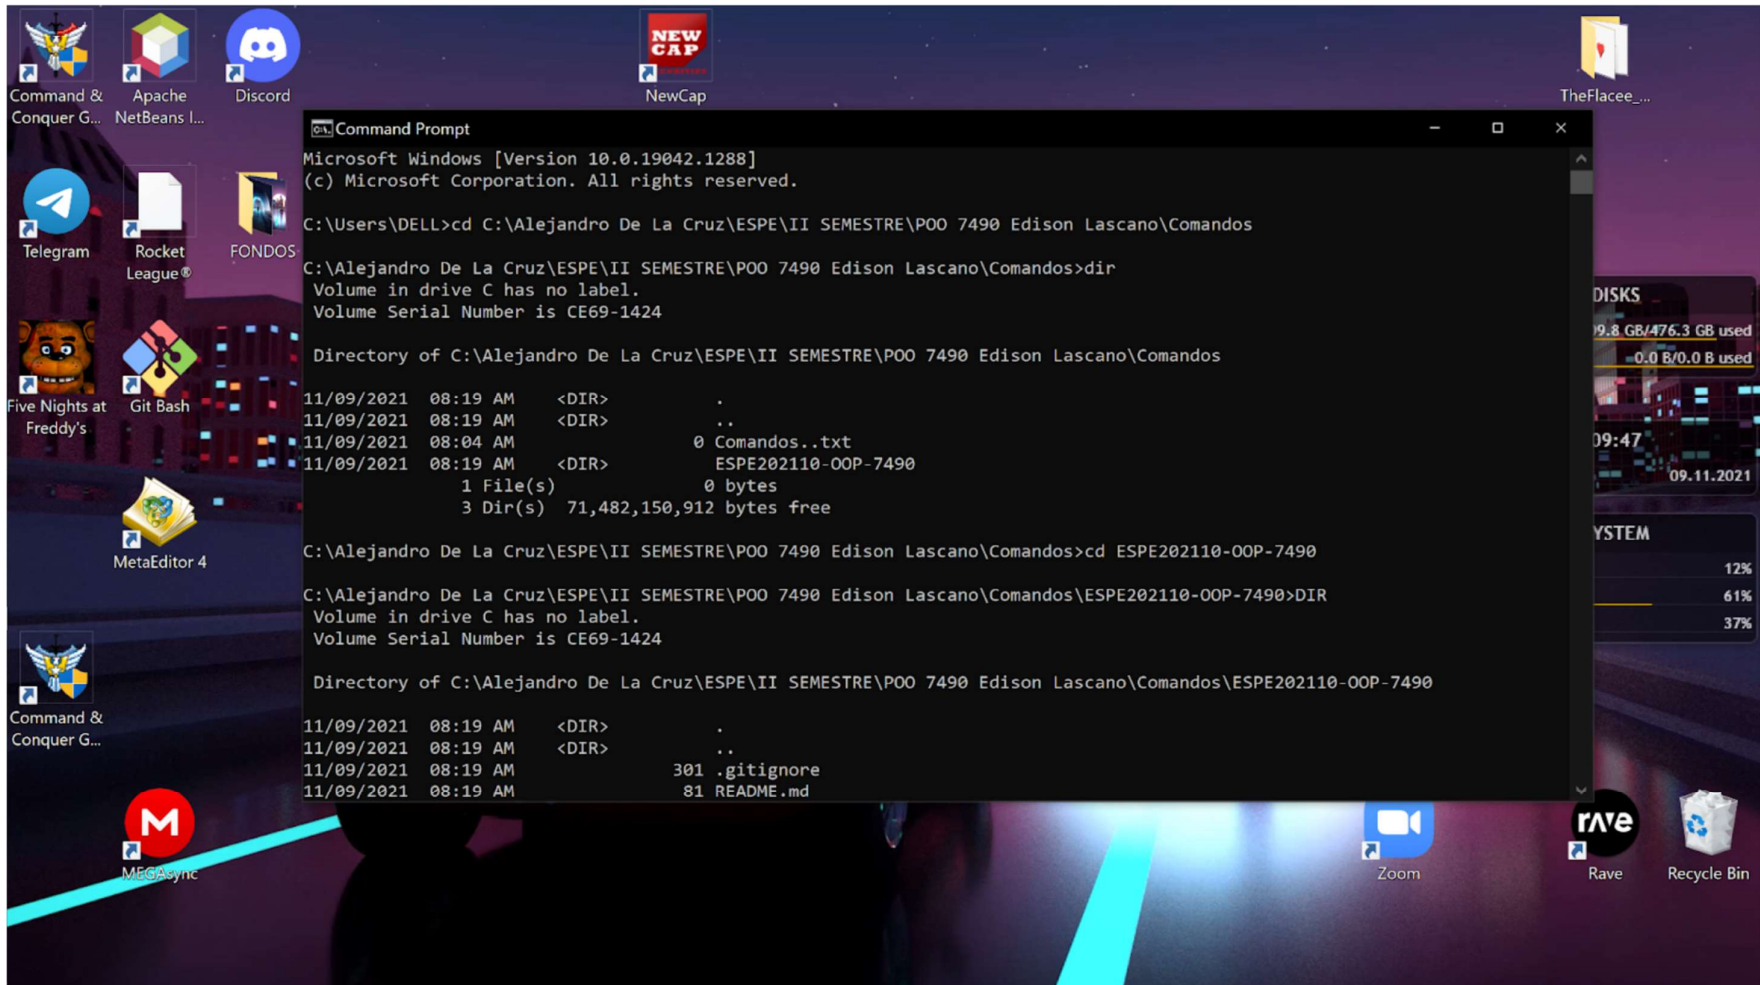 Command &
Conquer G...
Apache
NetBeans I...
Discord
NEW
CAP
NewCap
TheFlacee_...
Telegram
Rocket
League®
FONDOS
Five Nights at
Freddy's
Git Bash
MetaEditor 4
Command &
Conquer G...
MEGAsync
Command Prompt
Microsoft Windows [Version 10.0.19042.1288]
(c) Microsoft Corporation. All rights reserved.
C:\Users\DELL>cd C:\Alejandro De La Cruz\ESPE\II SEMESTRE\POO 7490 Edison Lascano\Comandos
C:\Alejandro De La Cruz\ESPE\II SEMESTRE\POO 7490 Edison Lascano\Comandos>dir
Volume in drive C has no label.
Volume Serial Number is CE69-1424
Directory of C:\Alejandro De La Cruz\ESPE\II SEMESTRE\POO 7490 Edison Lascano\Comandos
11/09/2021 08:19 AM <DIR> .
11/09/2021 08:19 AM <DIR> ..
11/09/2021 08:04 AM 0 Comandos..txt
11/09/2021 08:19 AM <DIR> ESPE202110-OOP-7490
1 File(s) 0 bytes
3 Dir(s) 71,482,150,912 bytes free
C:\Alejandro De La Cruz\ESPE\II SEMESTRE\POO 7490 Edison Lascano\Comandos>cd ESPE202110-OOP-7490
C:\Alejandro De La Cruz\ESPE\II SEMESTRE\POO 7490 Edison Lascano\Comandos\ESPE202110-OOP-7490>DIR
Volume in drive C has no label.
Volume Serial Number is CE69-1424
Directory of C:\Alejandro De La Cruz\ESPE\II SEMESTRE\POO 7490 Edison Lascano\Comandos\ESPE202110-OOP-7490
11/09/2021 08:19 AM <DIR> .
11/09/2021 08:19 AM <DIR> ..
11/09/2021 08:19 AM 301 .gitignore
11/09/2021 08:19 AM 81 README.md
DISKS
9.8 GB/476.3 GB used
0.0 B/0.0 B used
09:47
09.11.2021
YSTEM
12%
61%
37%
Zoom
rave
Rave
Recycle Bin